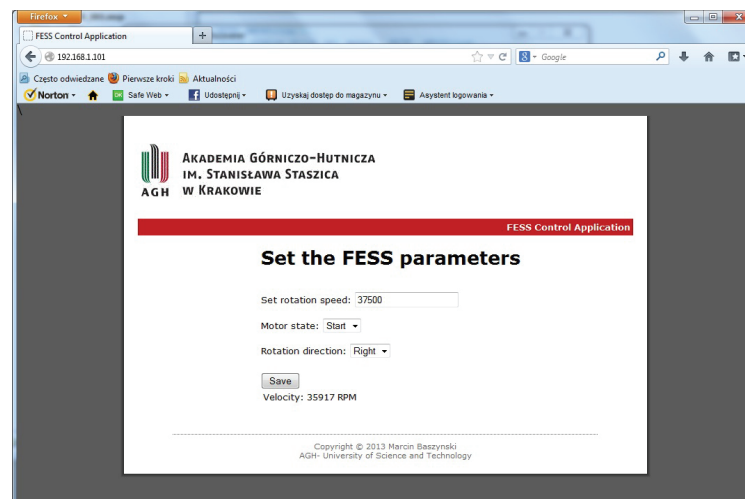 Firefox
FESS Control Application
192.168.1.101
Google
Często odwiedzane Pierwsze kroki Aktualności
Norton OK Safe Web Udostępnij Uzyskaj dostęp do magazynu Asystent logowania
\
AKADEMIA GÓRNICZO-HUTNICZA
IM. STANISŁAWA STASZICA
AGH W KRAKOWIE
FESS Control Application
Set the FESS parameters
Set rotation speed: 37500
Motor state: Start
Rotation direction: Right
Save
Velocity: 35917 RPM
Copyright © 2013 Marcin Baszynski
AGH- University of Science and Technology